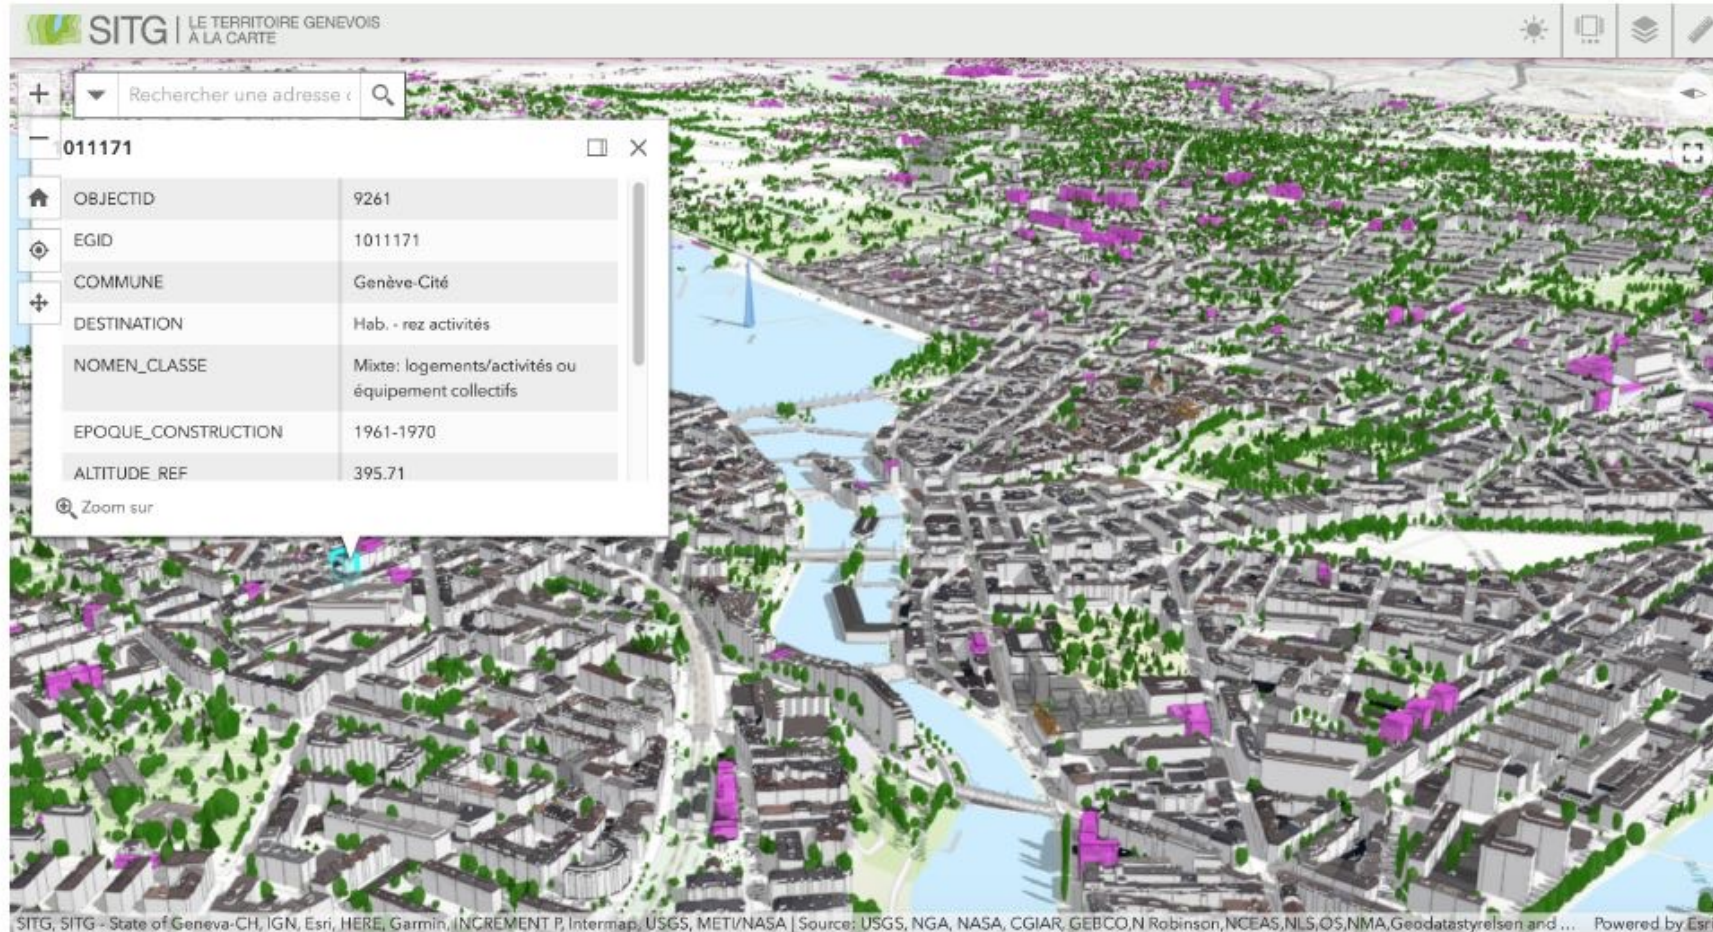 SITG
LE TERRITOIRE GENEVOIS
À LA CARTE
Rechercher une adresse
011171
OBJECTID 9261
EGID 1011171
COMMUNE Genève-Cité
DESTINATION Hab. - rez activités
NOMEN_CLASSE Mixte: logements/activités ou
équipement collectifs
EPOQUE_CONSTRUCTION 1961-1970
ALTITUDE_REF 395.71
Zoom sur
SITG, SITG - State of Geneva-CH, IGN, Esri, HERE, Garmin, INCREMENT P, Intermap, USGS, METI/NASA | Source: USGS, NGA, NASA, CGIAR, GEBCO,N Robinson,NCEAS,NLS,OS,NMA,Geodatastyrelsen and ... Powered by Esri